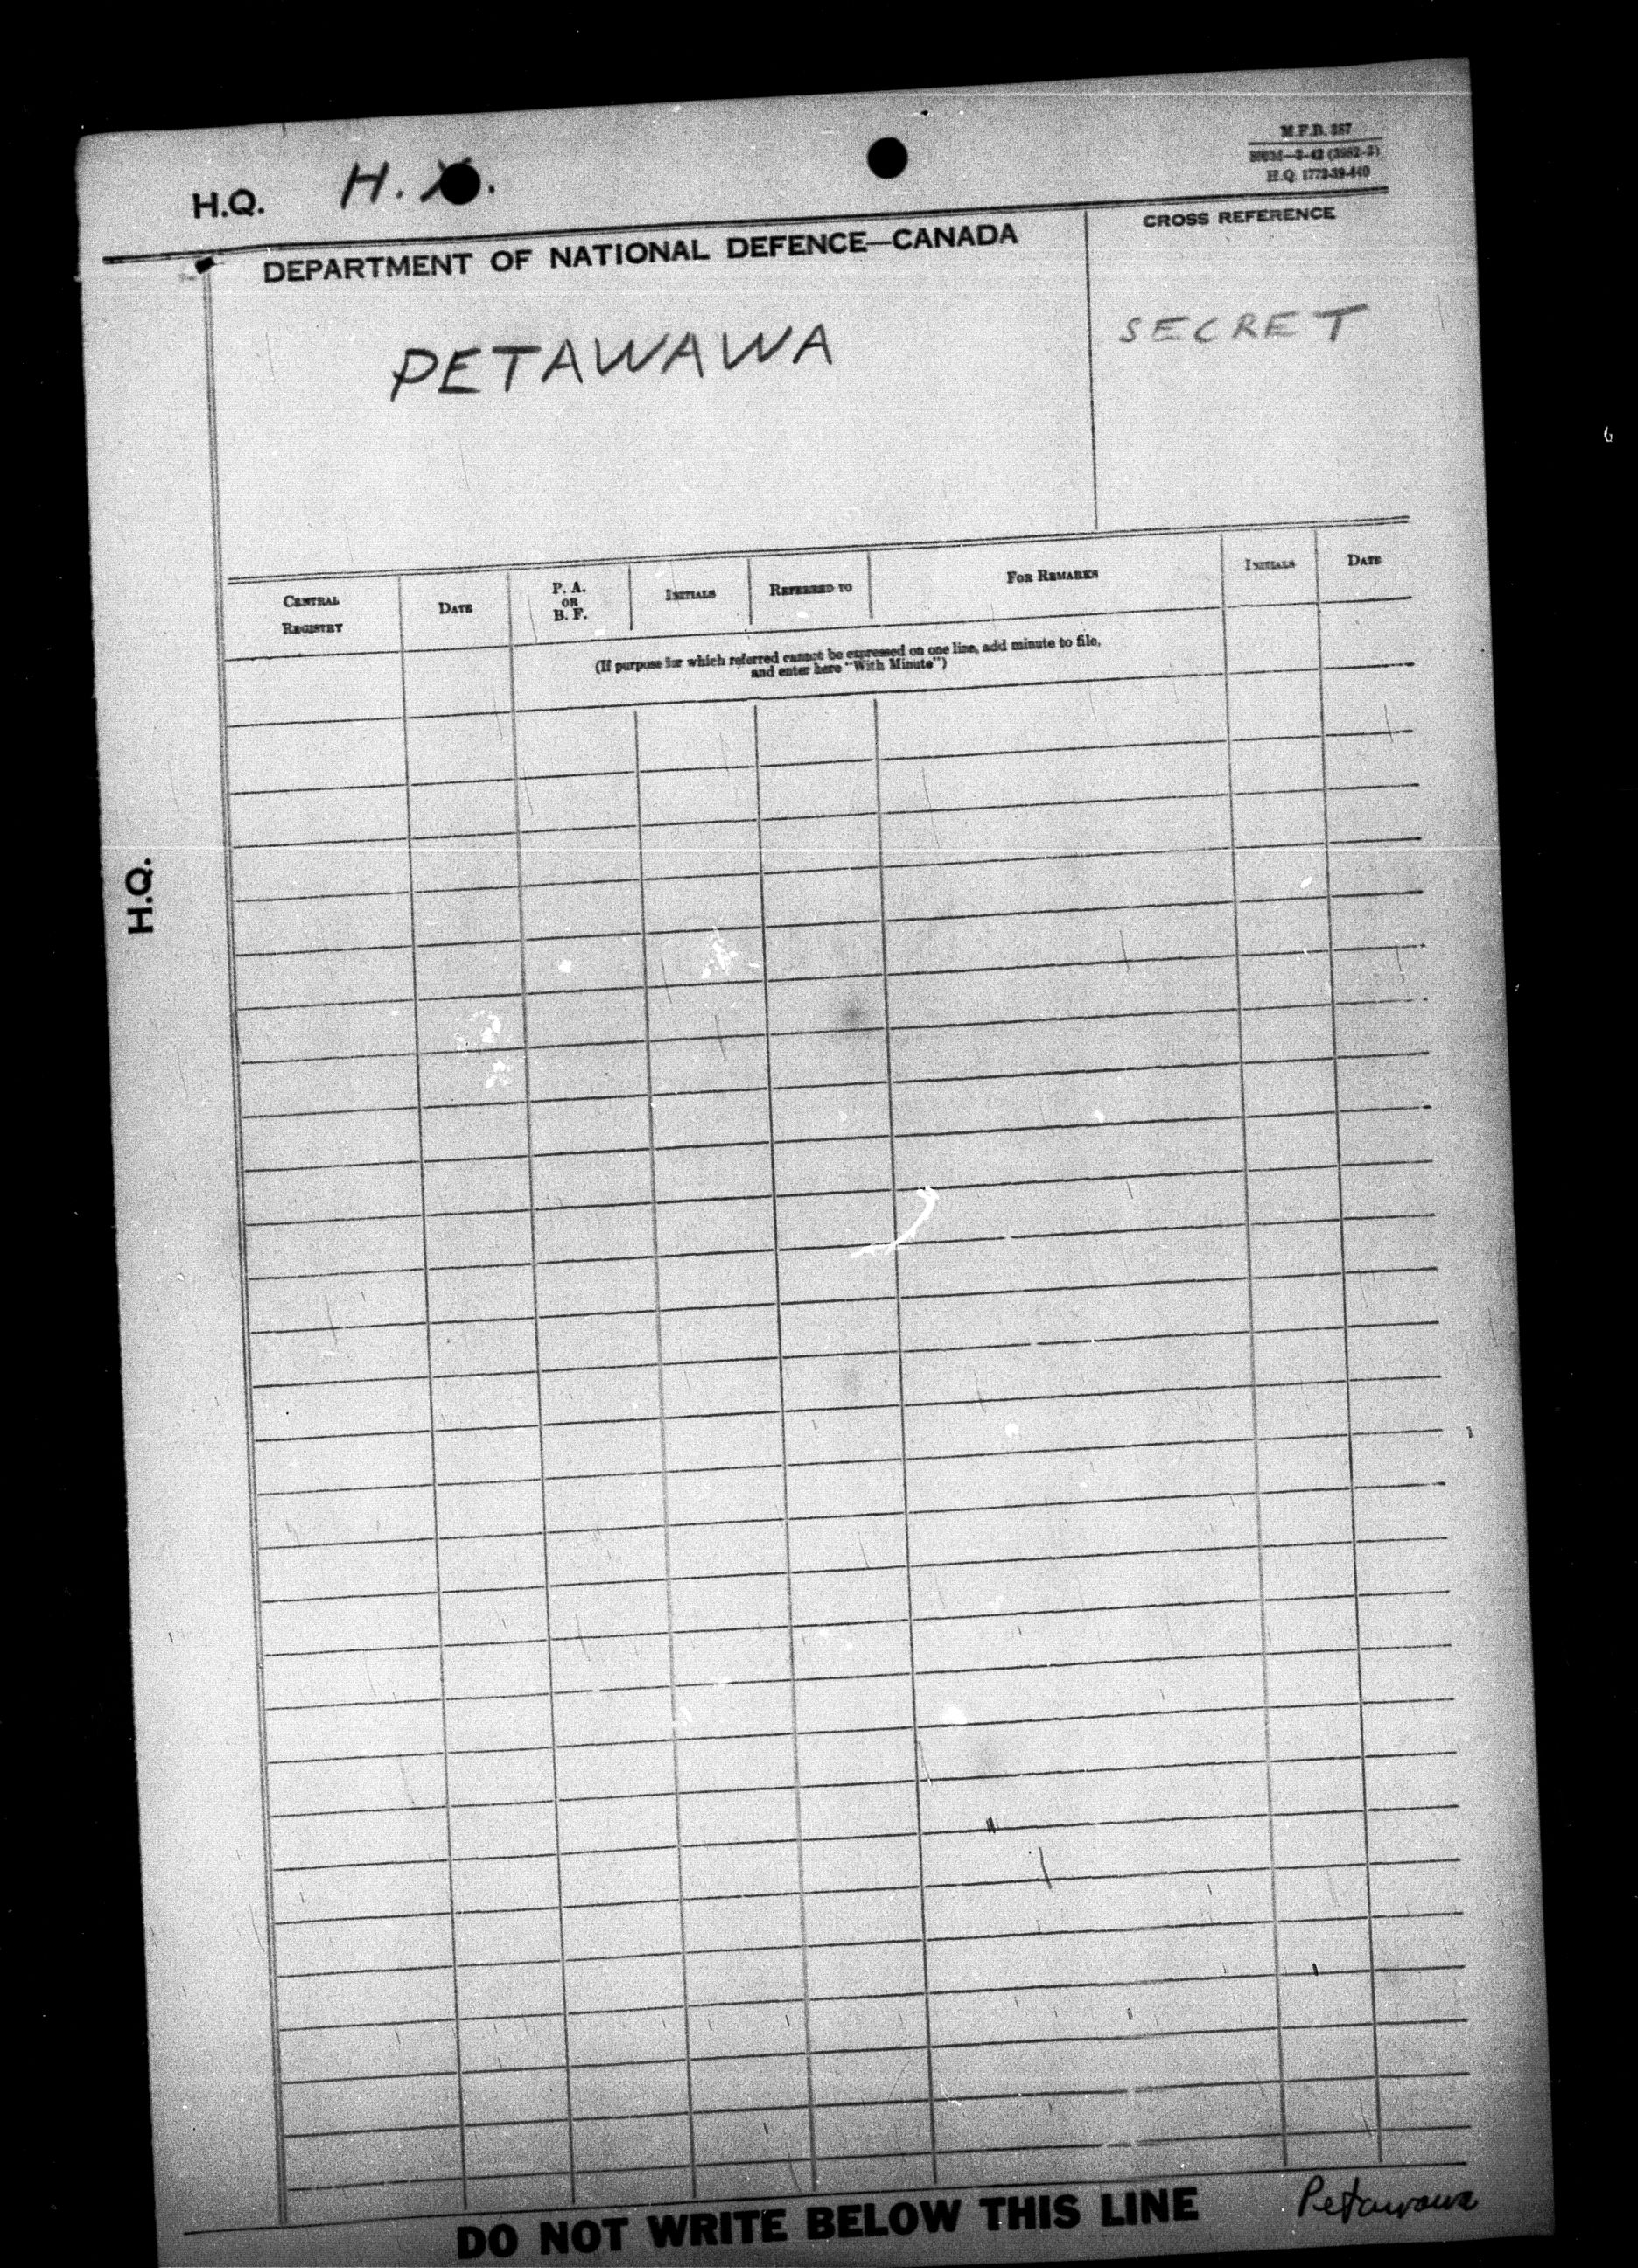 M.F.B. 387
H.Q. 1772-39-440
H.Q. H.
DEPARTMENT OF NATIONAL DEFENCE—CANADA
CROSS REFERENCE
PETAWAWA
SECRET
CENTRAL REGISTRY
DATE
P. A. OR B. F.
INITIALS
REFERRED TO
FOR REMARKS
INITIALS
DATE
(If purpose for which referred cannot be expressed on one line, add minute to file,
and enter here "With Minute")
H.Q.
DO NOT WRITE BELOW THIS LINE
Petawawa